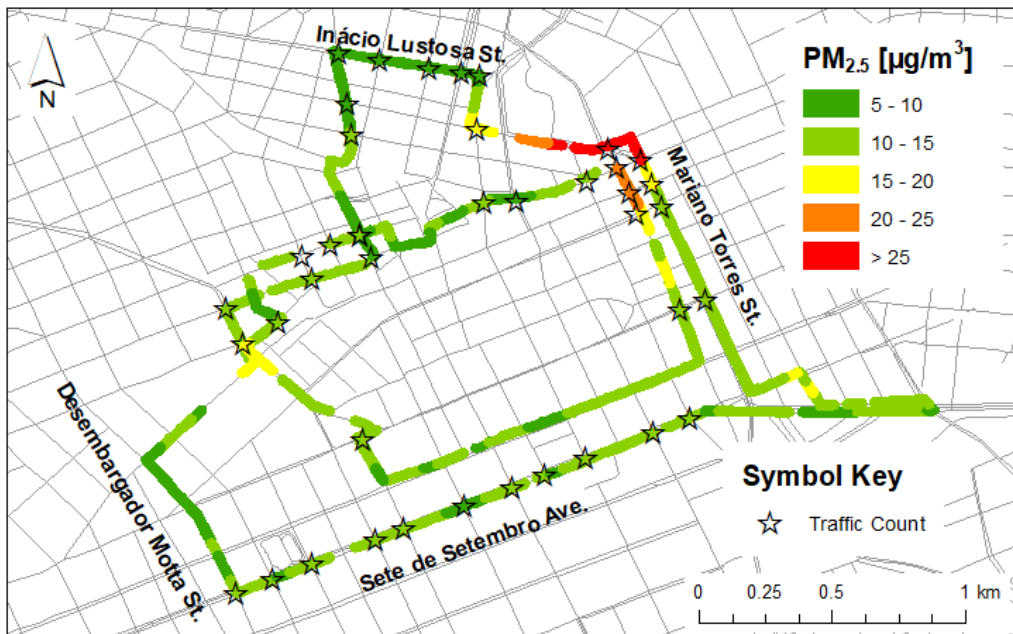 N
Inácio Lustosa St.
Mariano Torres St.
Desembargador Motta St.
Sete de Setembro Ave.
PM2.5 [µg/m³]
5 - 10
10 - 15
15 - 20
20 - 25
> 25
Symbol Key
Traffic Count
0 0.25 0.5 1 km